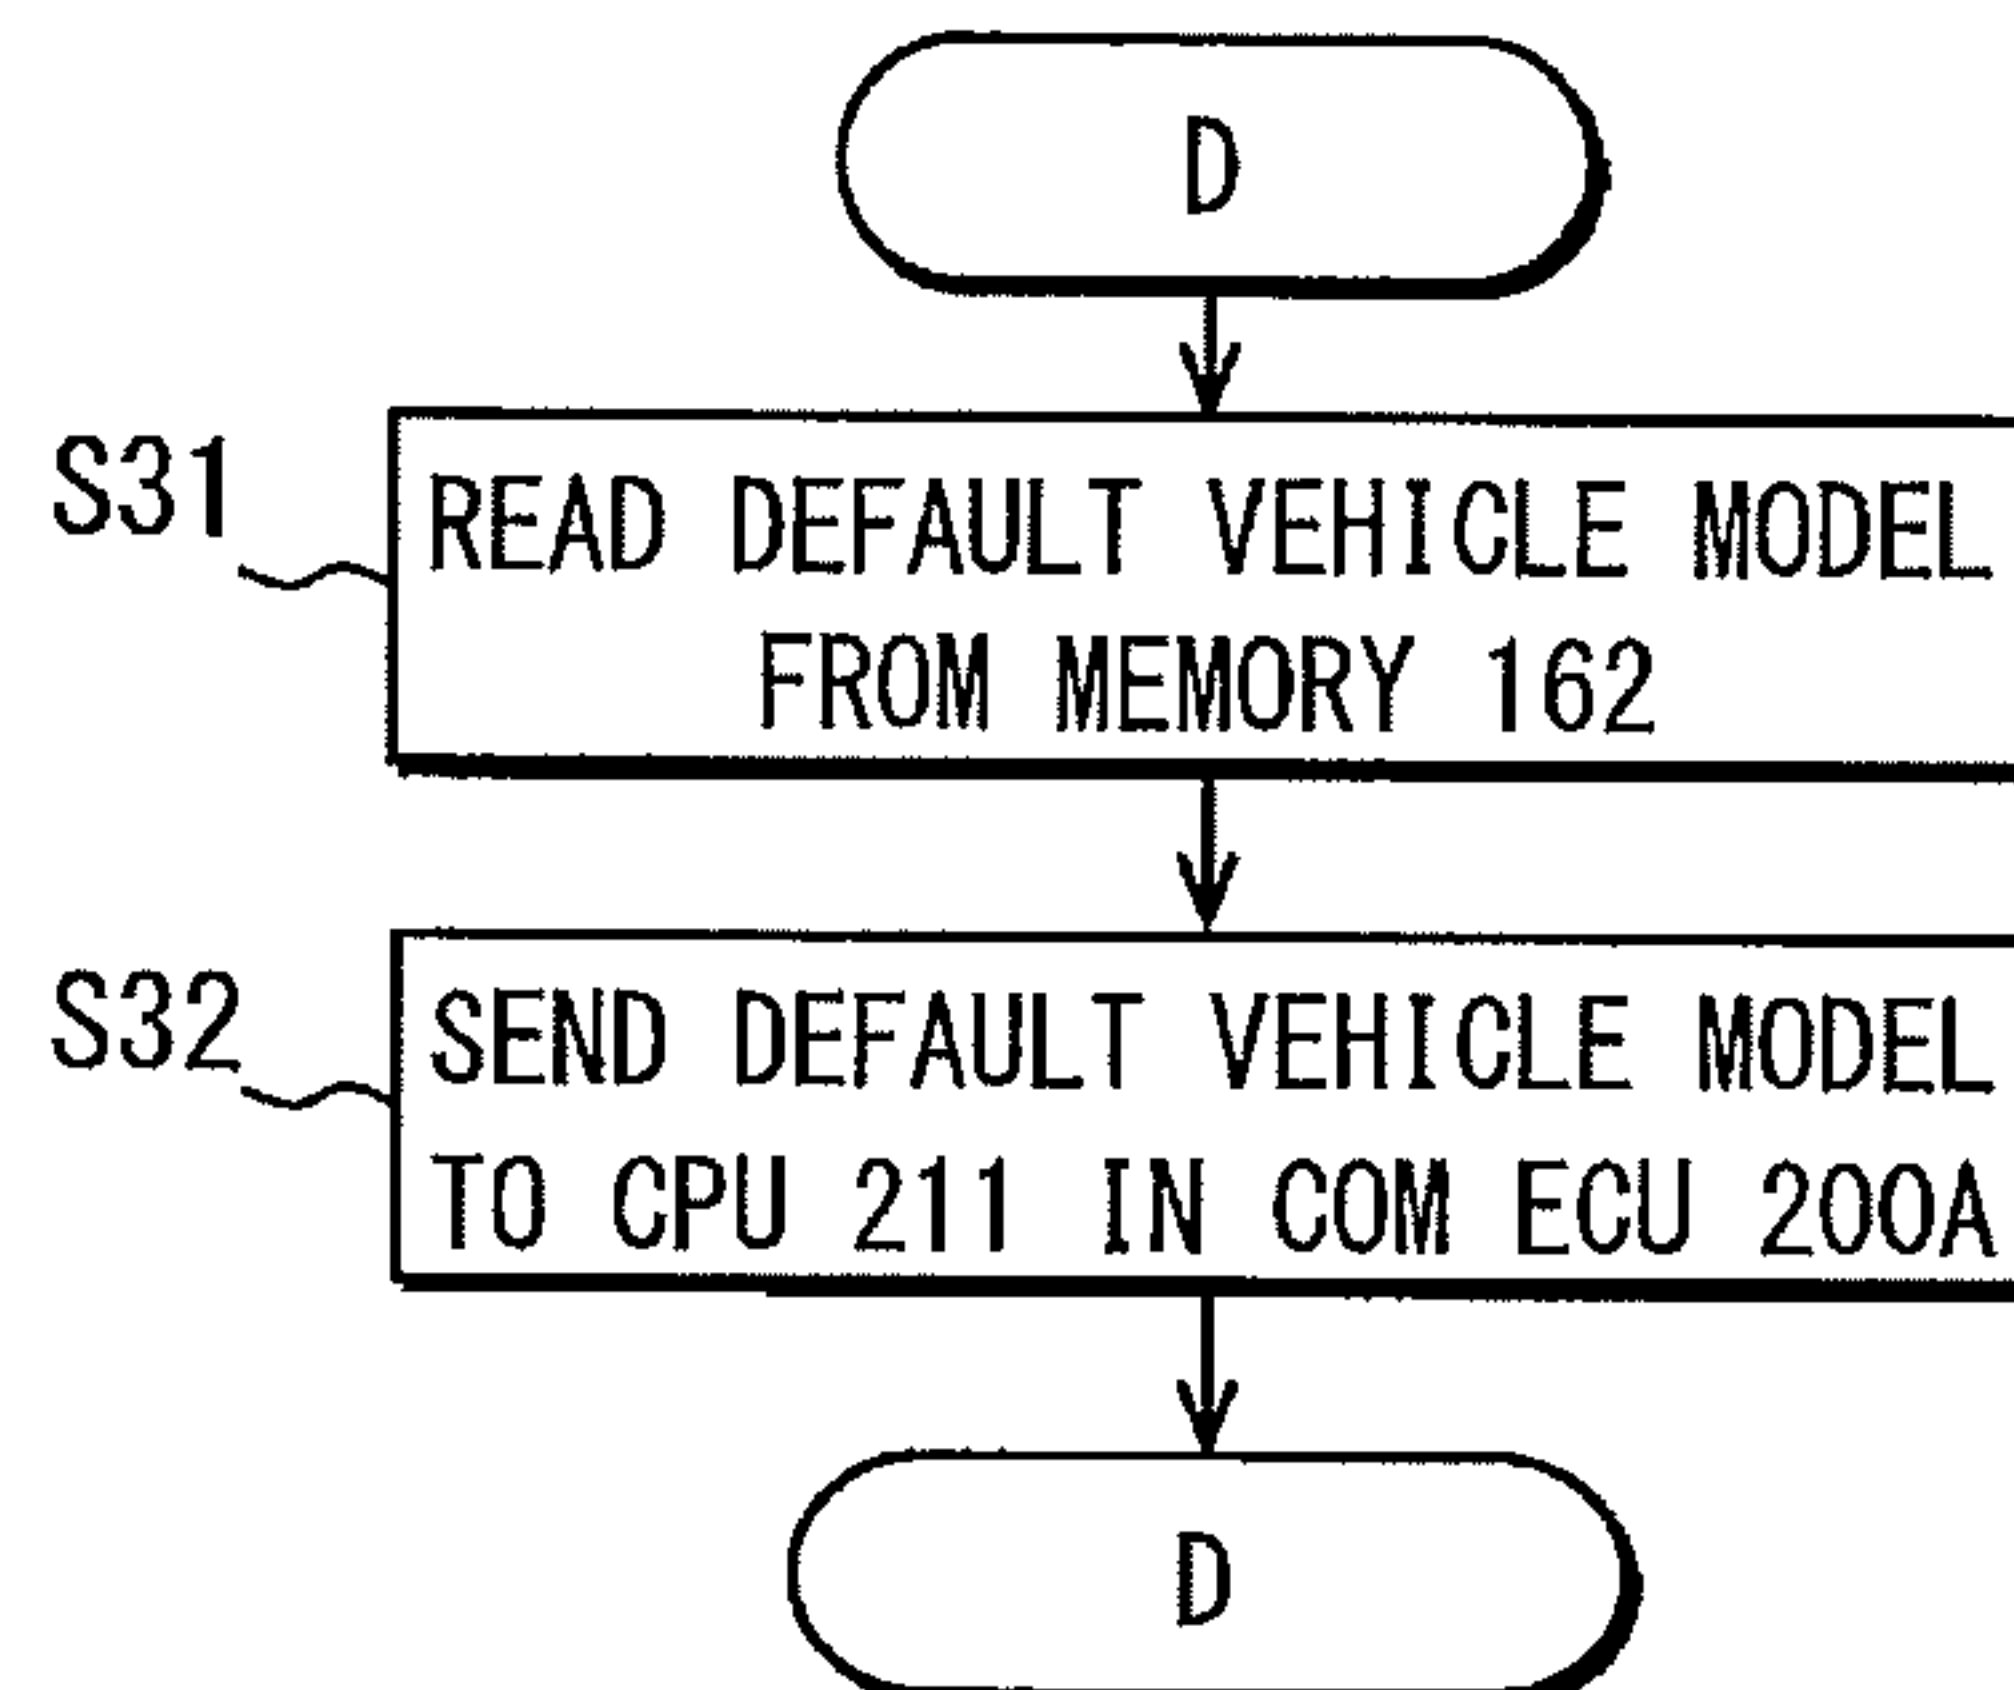 D
S31
READ DEFAULT VEHICLE MODEL
FROM MEMORY 162
S32
SEND DEFAULT VEHICLE MODEL
TO CPU 211 IN COM ECU 200A
D